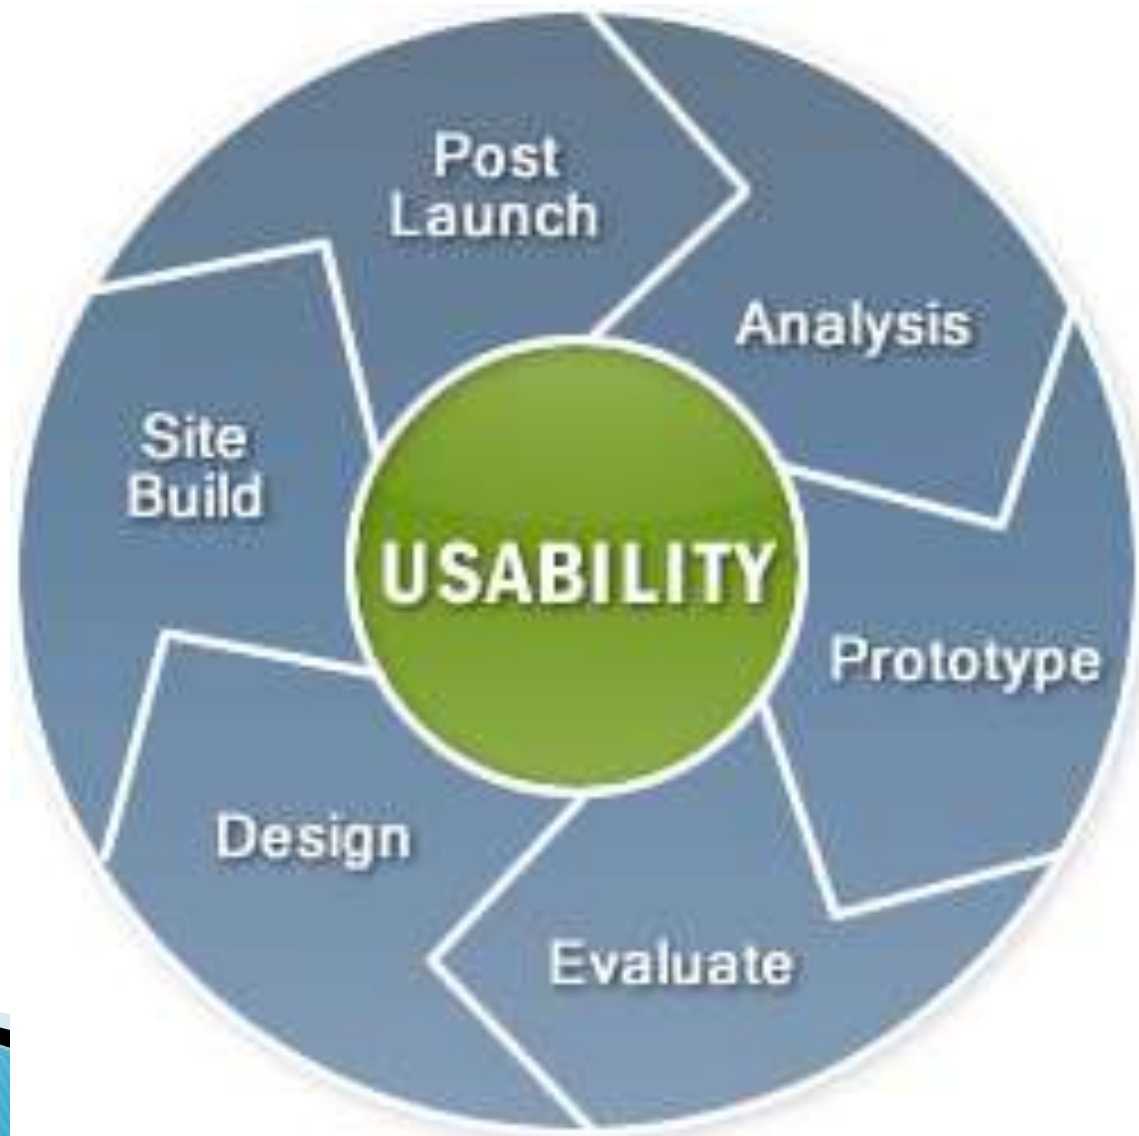 Post
Launch
Analysis
Site
Build
USABILITY
Prototype
Design
Evaluate